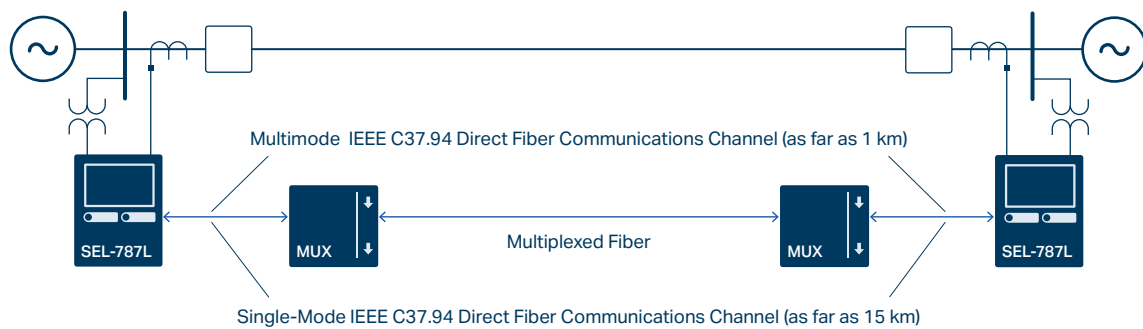 Multimode IEEE C37.94 Direct Fiber Communications Channel (as far as 1 km)
SEL-787L
MUX
Multiplexed Fiber
MUX
SEL-787L
Single-Mode IEEE C37.94 Direct Fiber Communications Channel (as far as 15 km)